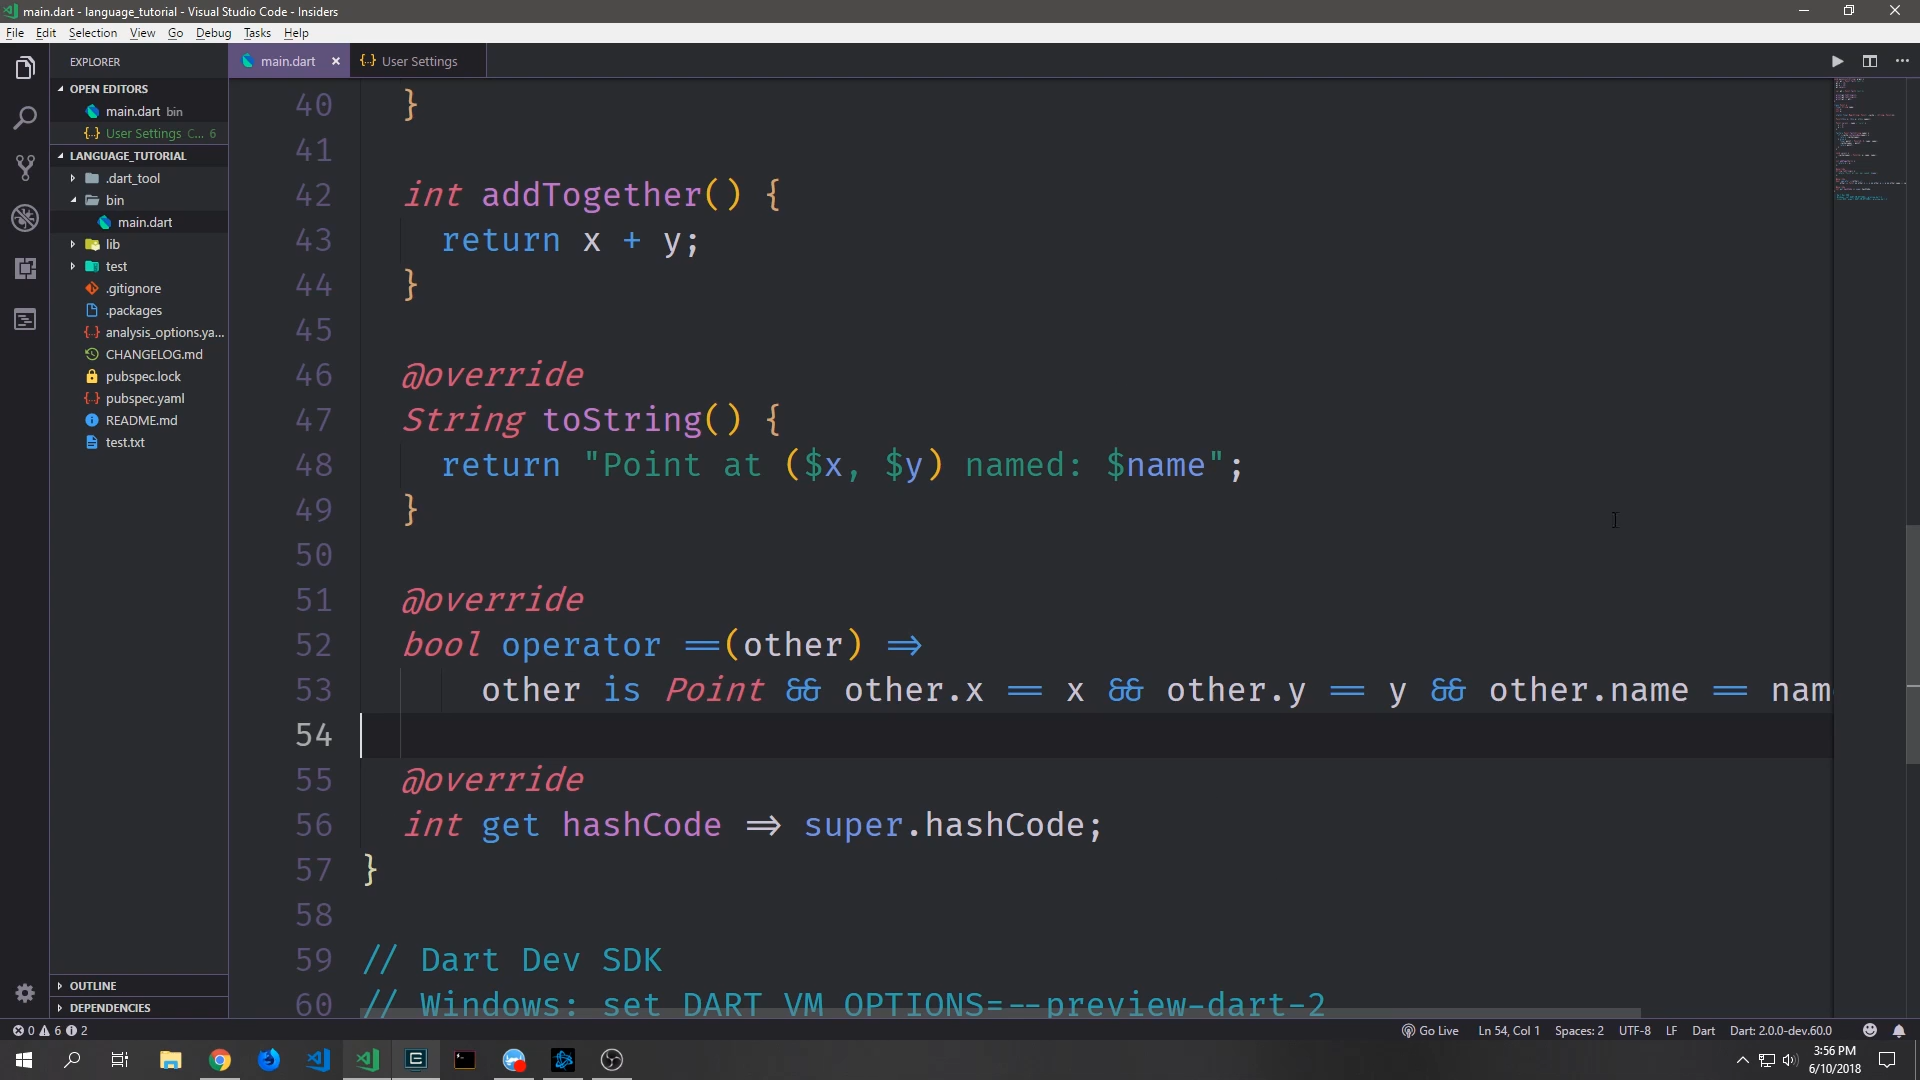 main.dart - language_tutorial - Visual Studio Code - Insiders
File Edit Selection View Go Debug Tasks Help
EXPLORER
OPEN EDITORS
main.dart bin
User Settings C... 6
LANGUAGE_TUTORIAL
.dart_tool
bin
main.dart
lib
test
.gitignore
.packages
analysis_options.ya...
CHANGELOG.md
pubspec.lock
pubspec.yaml
README.md
test.txt
OUTLINE
DEPENDENCIES
main.dart User Settings
40 }
41
42 int addTogether() {
43 return x + y;
44 }
45
46 @override
47 String toString() {
48 return "Point at ($x, $y) named: $name";
49 }
50
51 @override
52 bool operator ==(other) =>
53 other is Point && other.x == x && other.y == y && other.name == nam
54
55 @override
56 int get hashCode => super.hashCode;
57 }
58
59 // Dart Dev SDK
60 // Windows: set DART_VM_OPTIONS=--preview-dart-2
0 6 2 Go Live Ln 54, Col 1 Spaces: 2 UTF-8 LF Dart Dart: 2.0.0-dev.60.0
3:56 PM
6/10/2018